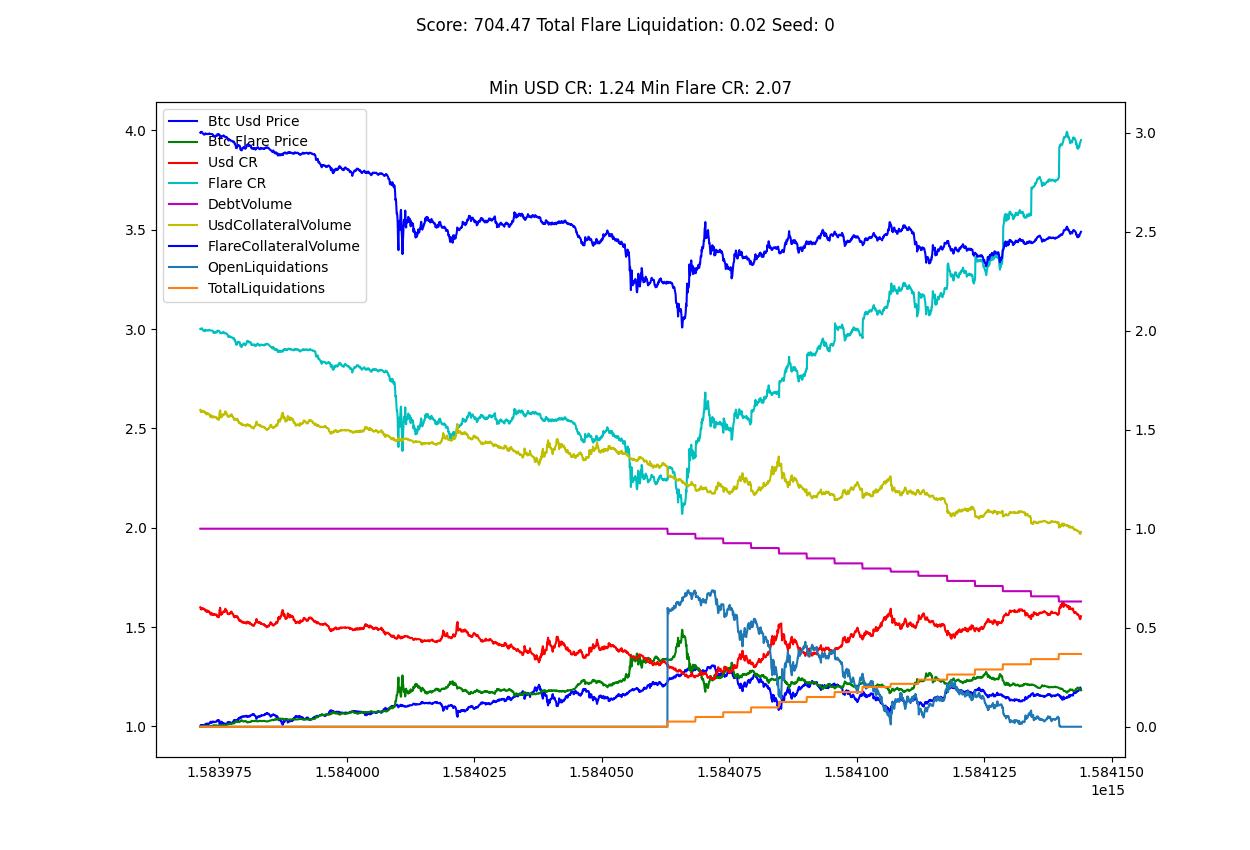 Score: 704.47 Total Flare Liquidation: 0.02 Seed: 0
Min USD CR: 1.24 Min Flare CR: 2.07
Btc Usd Price
Btc Flare Price
Usd CR
Flare CR
DebtVolume
UsdCollateralVolume
FlareCollateralVolume
OpenLiquidations
TotalLiquidations
4.0
3.5
3.0
2.5
2.0
1.5
1.0
3.0
2.5
2.0
1.5
1.0
0.5
0.0
1.583975 1.584000 1.584025 1.584050 1.584075 1.584100 1.584125 1.584150
1e15